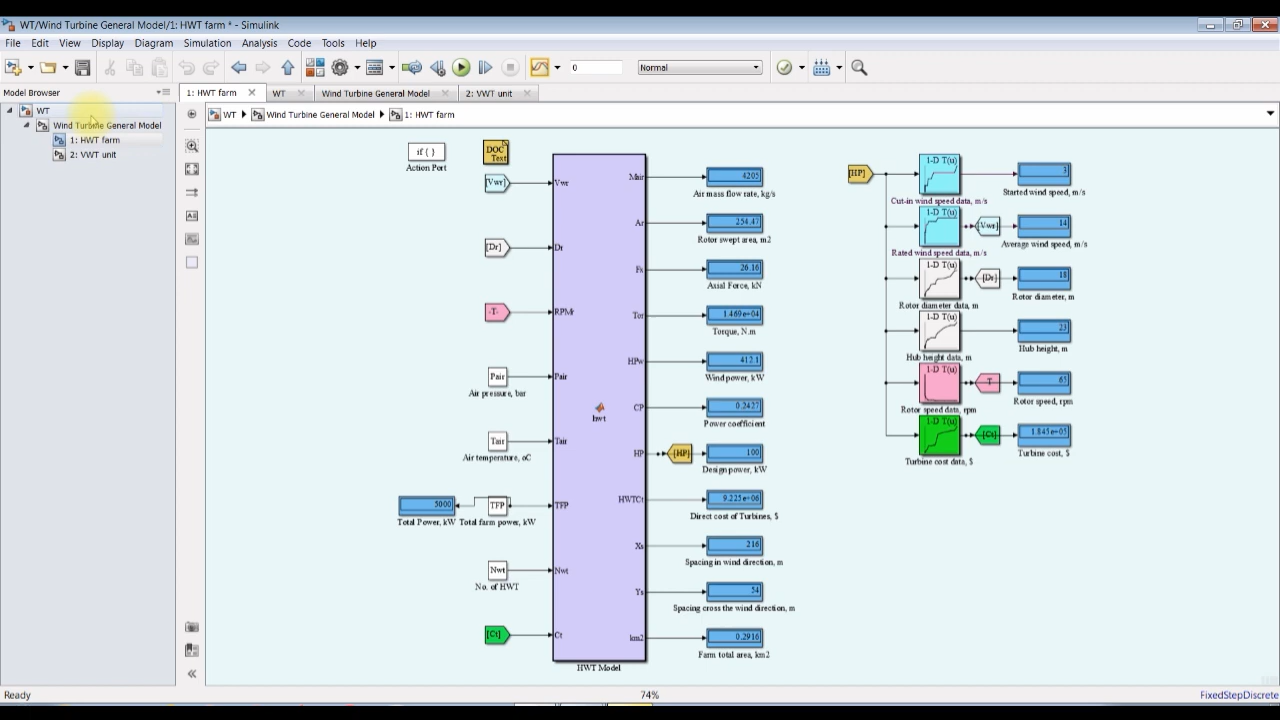 WT/Wind Turbine General Model/1: HWT farm * - Simulink
File Edit View Display Diagram Simulation Analysis Code Tools Help
0
Normal
Model Browser
1: HWT farm
WT
Wind Turbine General Model
2: VWT unit
WT
Wind Turbine General Model
1: HWT farm
2: VWT unit
WT Wind Turbine General Model 1: HWT farm
if { }
Action Port
DOC
Text
[Vwr]
[Dr]
-T-
Pair
Air pressure, bar
Tair
Air temperature, oC
5000
Total Power, kW
TFP
Total farm power, kW
Nwt
No. of HWT
[Ct]
Vwr
Dr
RPMr
Pair
Tair
TFP
Nwt
Ct
hwt
Mair
Ar
Fx
Tor
HPw
CP
HP
HWTCt
Xs
Ys
km2
HWT Model
4205
Air mass flow rate, kg/s
254.47
Rotor swept area, m2
26.16
Axial Force, kN
1.469e+04
Torque, N.m
412.1
Wind power, kW
0.2427
Power coefficient
[HP]
100
Design power, kW
9.225e+06
Direct cost of Turbines, $
216
Spacing in wind direction, m
54
Spacing cross the wind direction, m
0.2916
Farm total area, km2
[HP]
1-D T(u)
Cut-in wind speed data, m/s
3
Started wind speed, m/s
1-D T(u)
Rated wind speed data, m/s
[Vwr]
14
Average wind speed, m/s
1-D T(u)
Rotor diameter data, m
[Dr]
18
Rotor diameter, m
1-D T(u)
Hub height data, m
23
Hub height, m
1-D T(u)
Rotor speed data, rpm
-T-
65
Rotor speed, rpm
1-D T(u)
Turbine cost data, $
[Ct]
1.845e+05
Turbine cost, $
Ready
74%
FixedStepDiscrete